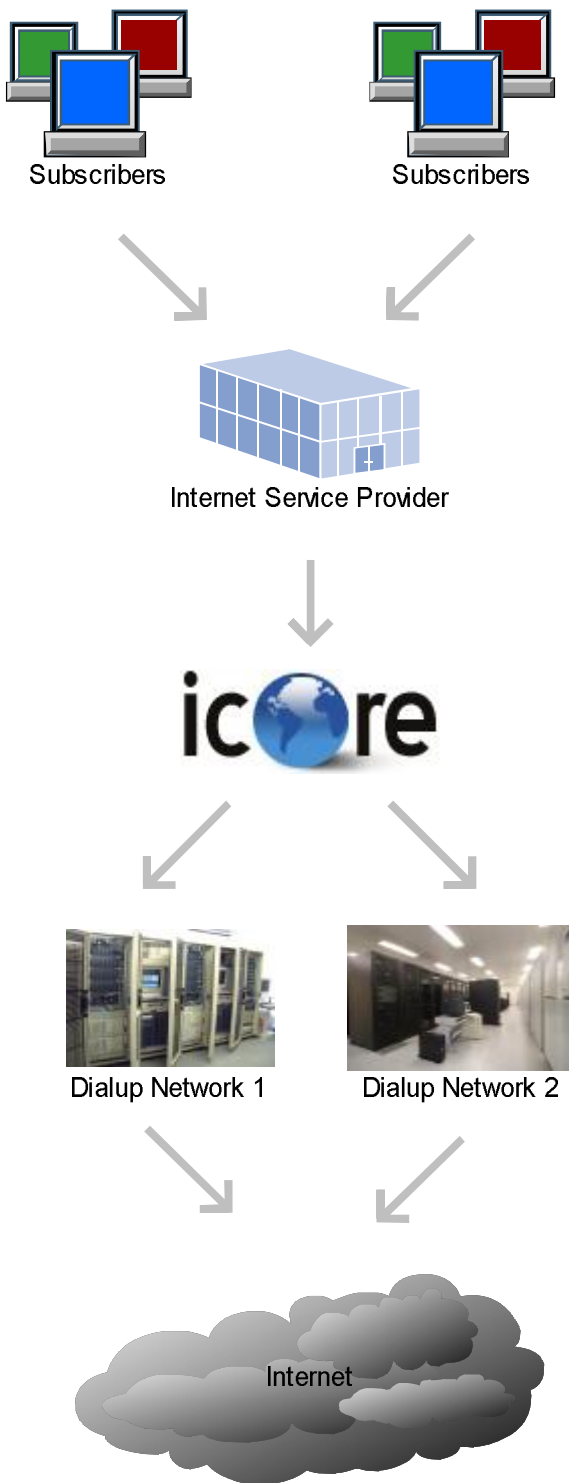 Subscribers
Subscribers
Internet Service Provider
icore
Dialup Network 1
Dialup Network 2
Internet